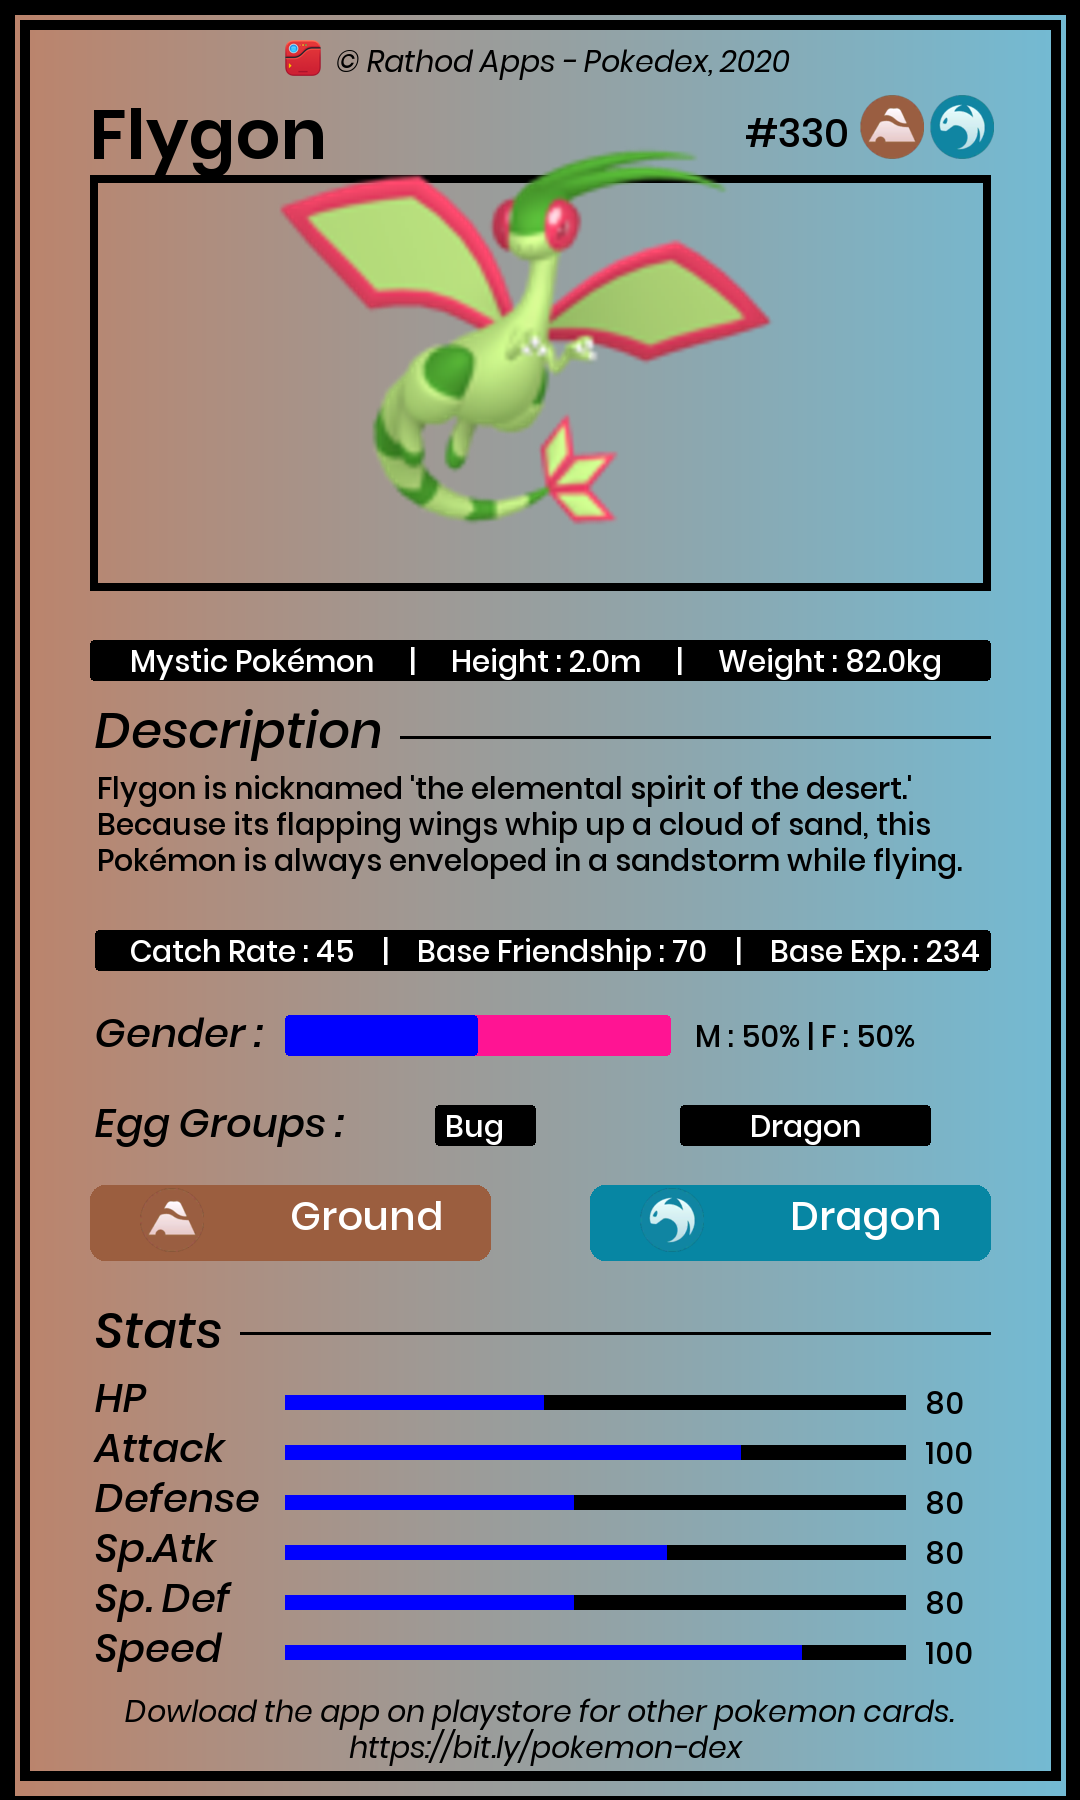 © Rathod Apps - Pokedex, 2020
Flygon
#330
Mystic Pokémon | Height : 2.0m | Weight : 82.0kg
Description
Flygon is nicknamed 'the elemental spirit of the desert.'
Because its flapping wings whip up a cloud of sand, this
Pokémon is always enveloped in a sandstorm while flying.
Catch Rate : 45 | Base Friendship : 70 | Base Exp. : 234
Gender : M : 50% | F : 50%
Egg Groups : Bug Dragon
Ground Dragon
Stats
HP 80
Attack 100
Defense 80
Sp.Atk 80
Sp. Def 80
Speed 100
Dowload the app on playstore for other pokemon cards.
https://bit.ly/pokemon-dex